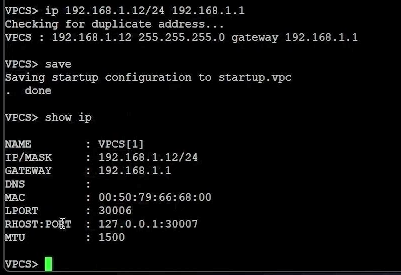 VPCS> ip 192.168.1.12/24 192.168.1.1
Checking for duplicate address...
VPCS : 192.168.1.12 255.255.255.0 gateway 192.168.1.1
VPCS> save
Saving startup configuration to startup.vpc
.  done
VPCS> show ip
NAME        : VPCS[1]
IP/MASK     : 192.168.1.12/24
GATEWAY     : 192.168.1.1
DNS         :
MAC         : 00:50:79:66:68:00
LPORT       : 30006
RHOST:PORT  : 127.0.0.1:30007
MTU         : 1500
VPCS>